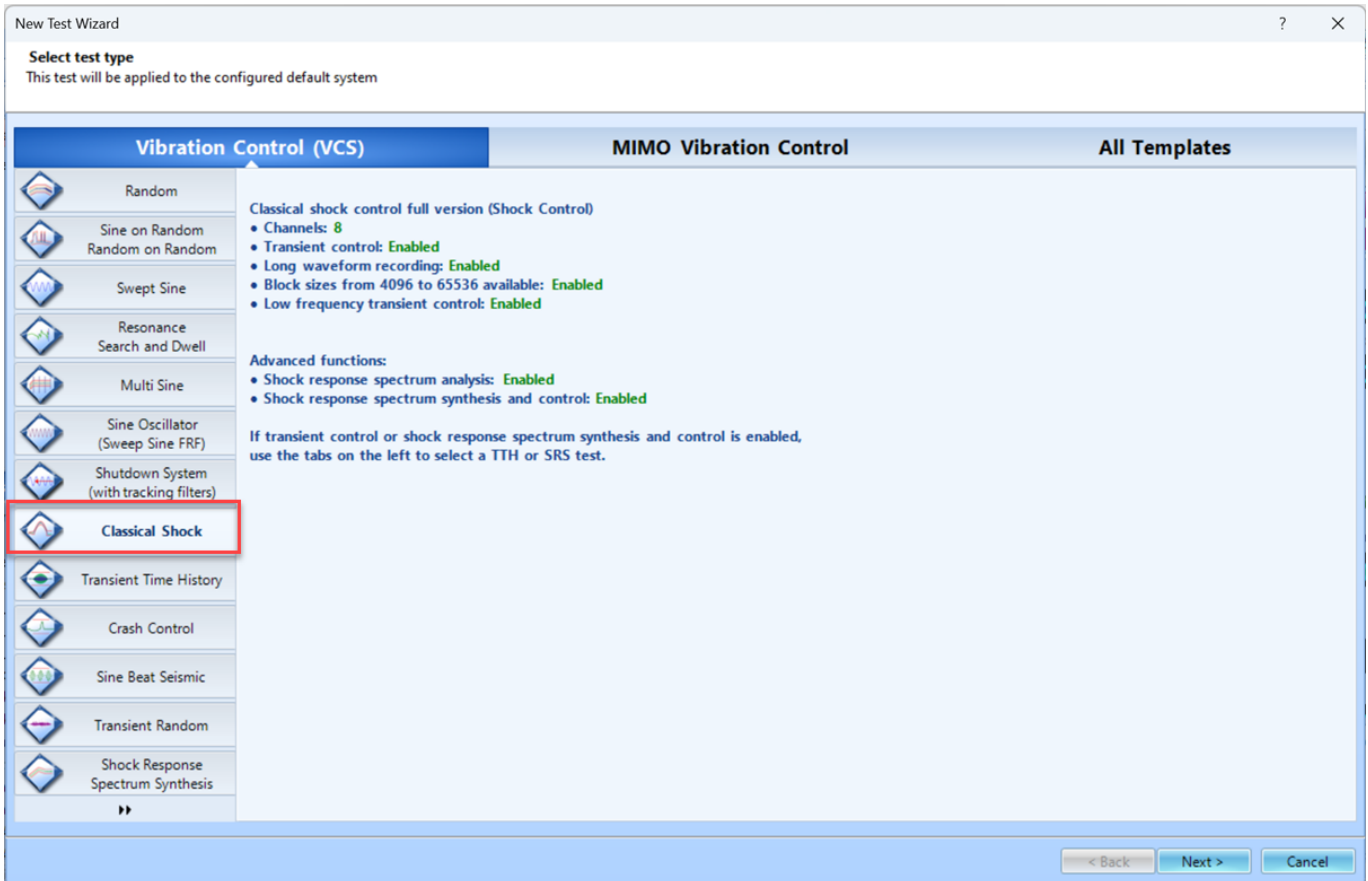 New Test Wizard
?
Select test type
This test will be applied to the configured default system
Vibration Control (VCS)
MIMO Vibration Control
All Templates
Random
Sine on Random
Random on Random
Swept Sine
Resonance
Search and Dwell
Multi Sine
Sine Oscillator
(Sweep Sine FRF)
Shutdown System
(with tracking filters)
Classical Shock
Transient Time History
Crash Control
Sine Beat Seismic
Transient Random
Shock Response
Spectrum Synthesis
Classical shock control full version (Shock Control)
• Channels: 8
• Transient control: Enabled
• Long waveform recording: Enabled
• Block sizes from 4096 to 65536 available: Enabled
• Low frequency transient control: Enabled
Advanced functions:
• Shock response spectrum analysis: Enabled
• Shock response spectrum synthesis and control: Enabled
If transient control or shock response spectrum synthesis and control is enabled,
use the tabs on the left to select a TTH or SRS test.
< Back
Next >
Cancel